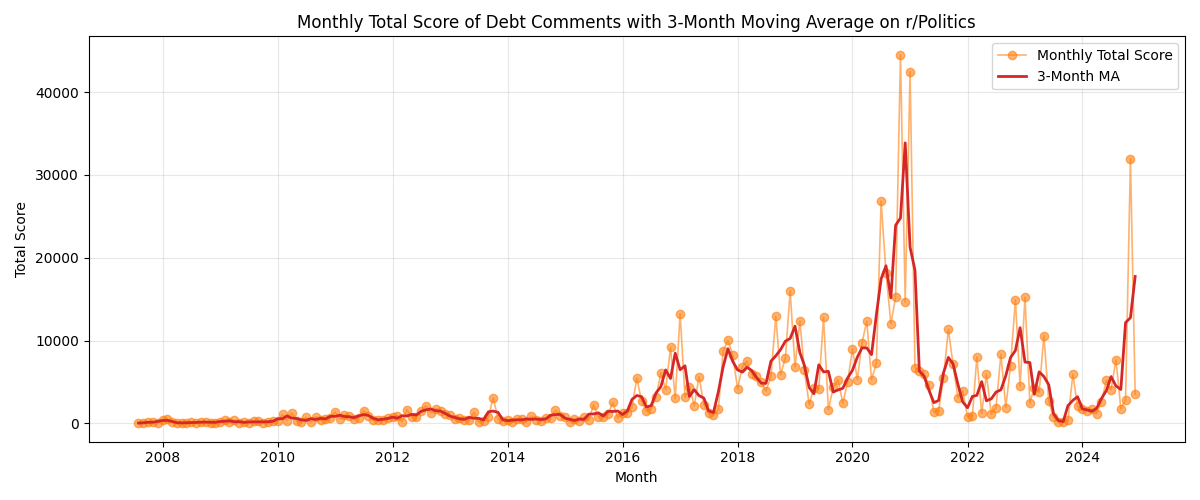 Monthly Total Score of Debt Comments with 3-Month Moving Average on r/Politics
Monthly Total Score
3-Month MA
Total Score
40000
30000
20000
10000
0
2008 2010 2012 2014 2016 2018 2020 2022 2024
Month